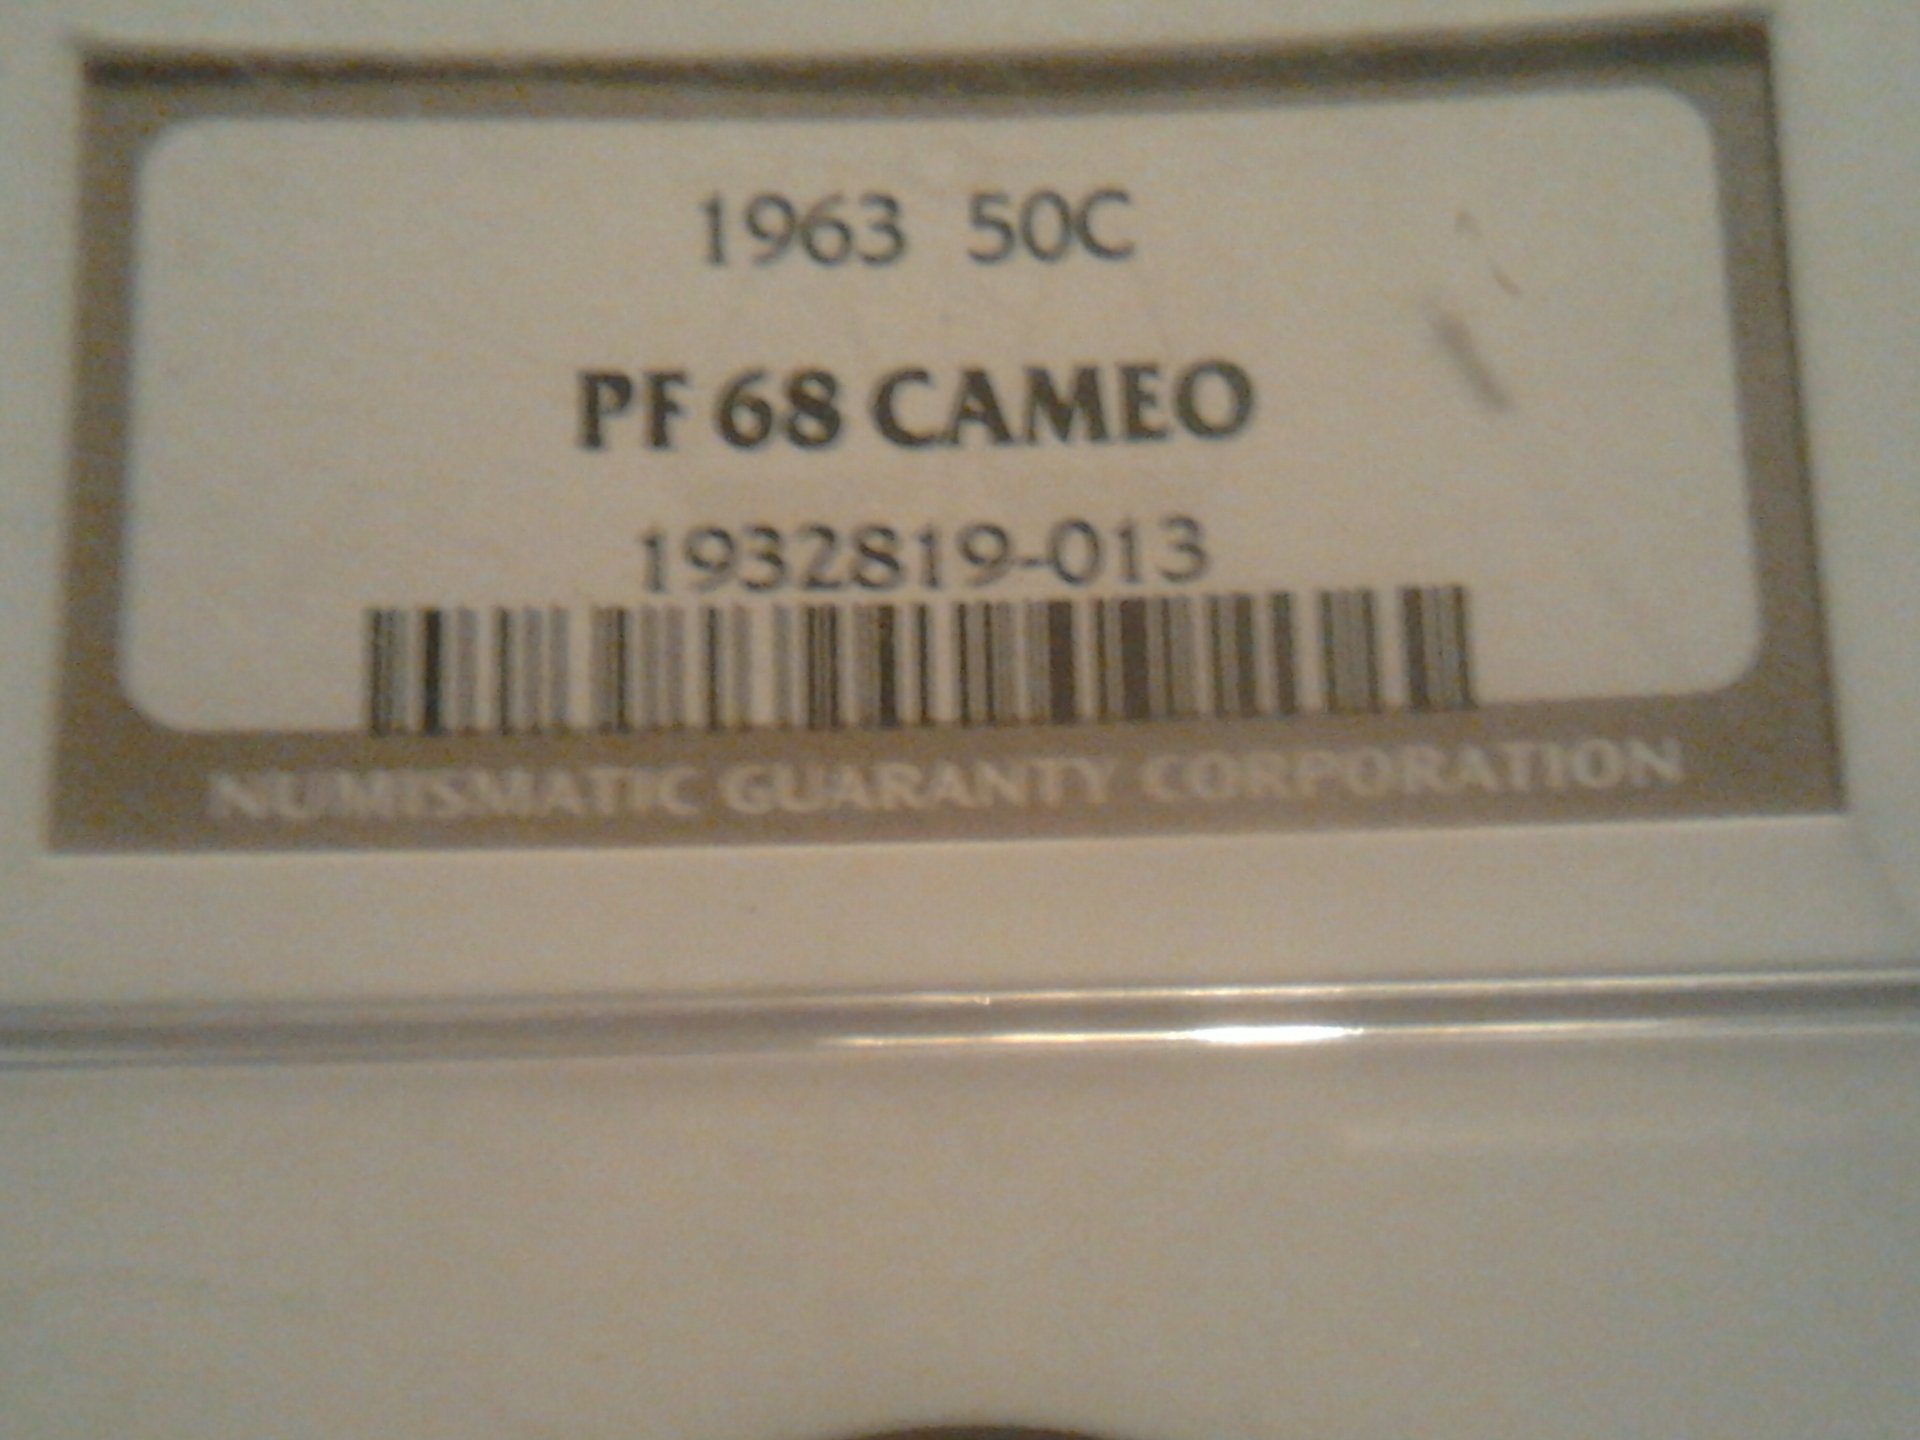 1963 50C
PF 68 CAMEO
1932819-013
NUMISMATIC GUARANTY CORPORATION